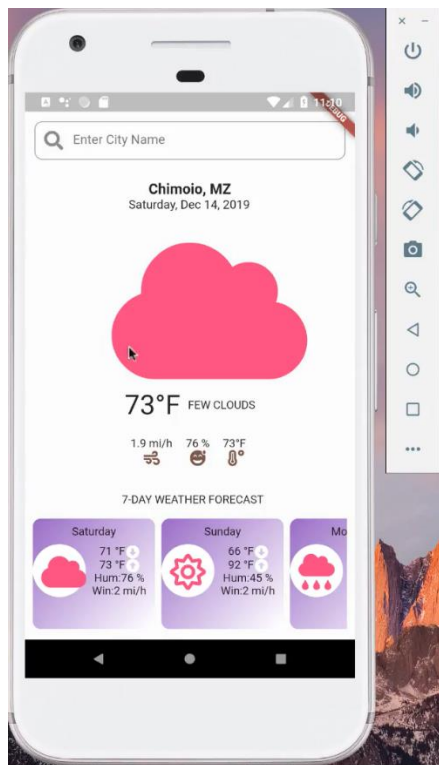 11:10
DEBUG
Enter City Name
Chimoio, MZ
Saturday, Dec 14, 2019
73°F FEW CLOUDS
1.9 mi/h 76 % 73°F
7-DAY WEATHER FORECAST
Saturday
71 °F
73 °F
Hum:76 %
Win:2 mi/h
Sunday
66 °F
92 °F
Hum:45 %
Win:2 mi/h
Mo